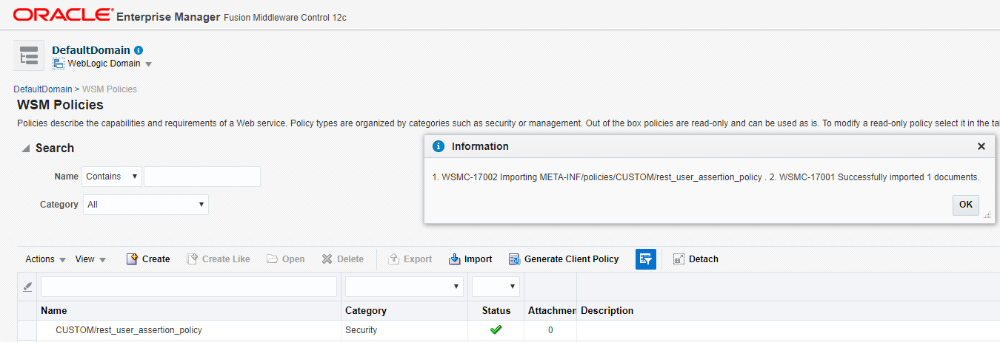 ORACLE Enterprise Manager Fusion Middleware Control 12c
DefaultDomain
WebLogic Domain
DefaultDomain > WSM Policies
WSM Policies
Policies describe the capabilities and requirements of a Web service. Policy types are organized by categories such as security or management. Out of the box policies are read-only and can be used as is. To modify a read-only policy select it in the ta
Search
Information
Name Contains
1. WSMC-17002 Importing META-INF/policies/CUSTOM/rest_user_assertion_policy . 2. WSMC-17001 Successfully imported 1 documents.
Category All
OK
Actions View Create Create Like Open Delete Export Import Generate Client Policy Detach
Name Category Status Attachmen Description
CUSTOM/rest_user_assertion_policy Security 0